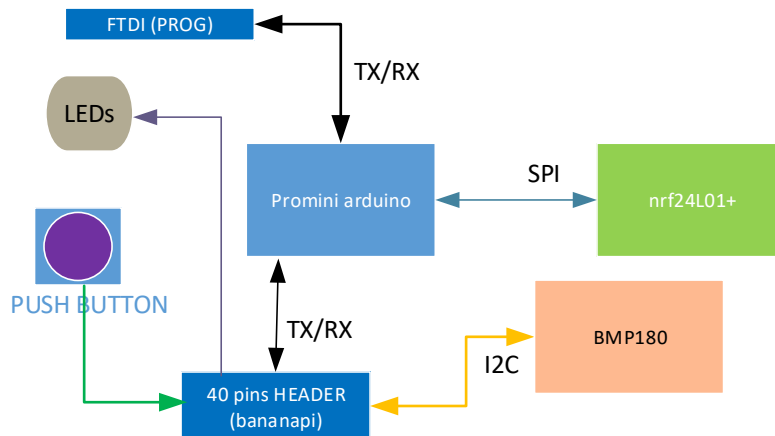 FTDI (PROG)
TX/RX
LEDs
SPI
Promini arduino
nrf24L01+
PUSH BUTTON
TX/RX
BMP180
I2C
40 pins HEADER
(bananapi)